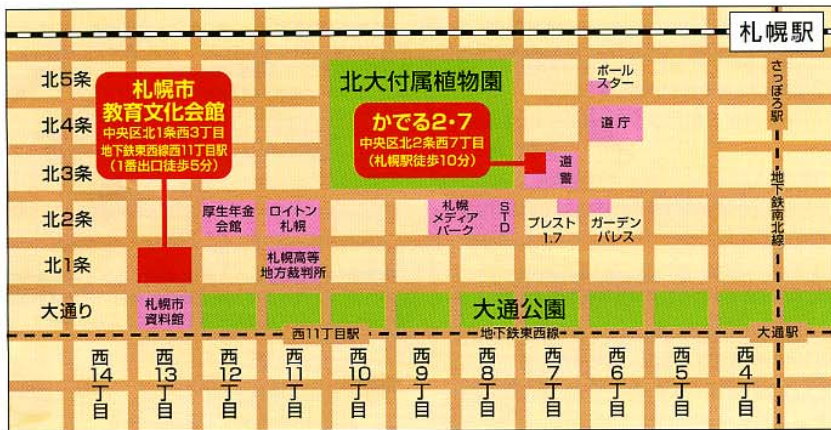 札幌駅
北5条
北4条
北3条
北2条
北1条
大通り
札幌市
教育文化会館
中央区北1条西3丁目
地下鉄東西線西11丁目駅
(1番出口徒歩5分)
北大付属植物園
かでる2・7
中央区北2条西7丁目
(札幌駅徒歩10分)
ポール
スター
道庁
道警
さっぽろ駅
地下鉄南北線
厚生年金
会館
ロイトン
札幌
札幌
メディア
パーク
STD
プレスト
1.7
ガーデン
パレス
札幌高等
地方裁判所
札幌市
資料館
大通公園
西11丁目駅
地下鉄東西線
大通駅
西14丁目
西13丁目
西12丁目
西11丁目
西10丁目
西9丁目
西8丁目
西7丁目
西6丁目
西5丁目
西4丁目